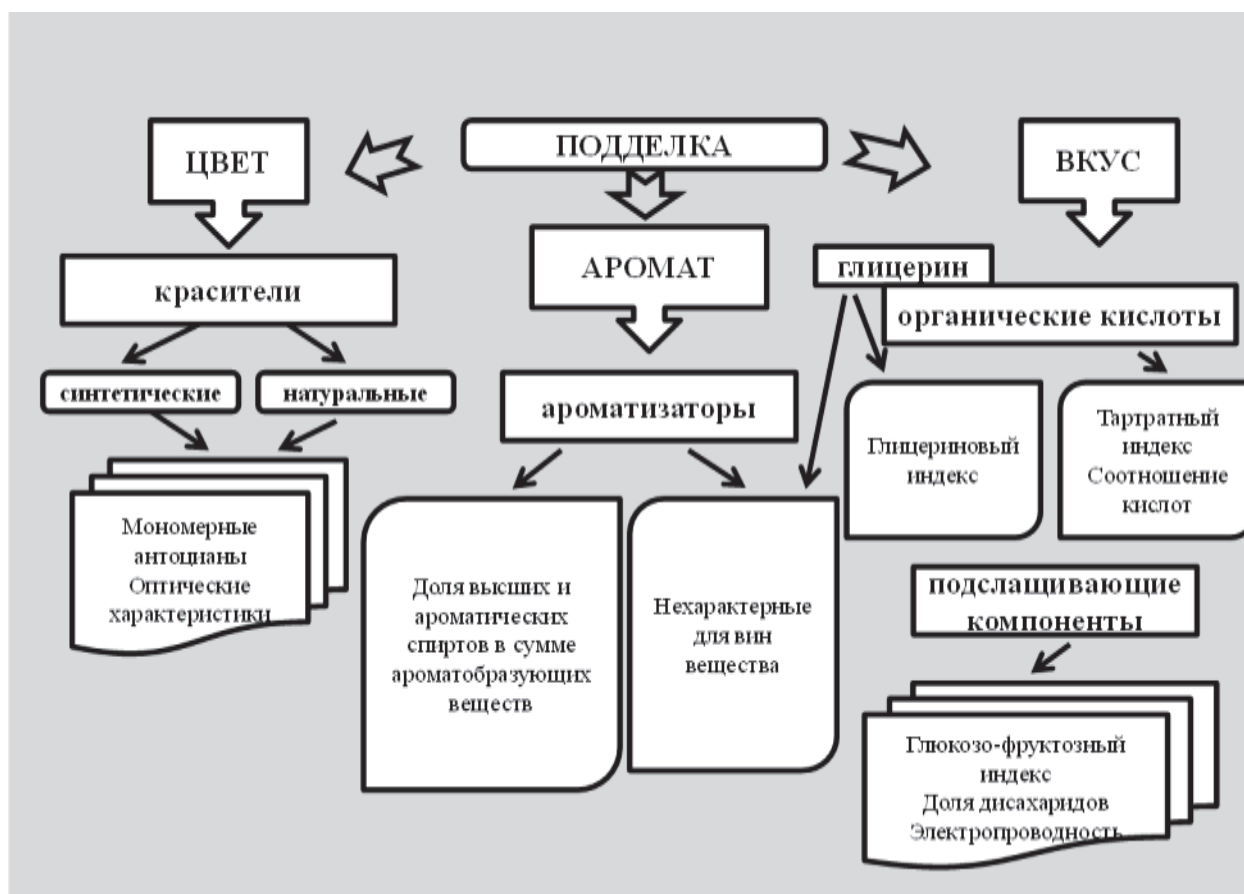 ПОДДЕЛКА
ЦВЕТ
ВКУС
АРОМАТ
красители
синтетические
натуральные
Мономерные
антоцианы
Оптические
характеристики
ароматизаторы
Доля высших и
ароматических
спиртов в сумме
ароматобразующих
веществ
Нехарактерные
для вин
вещества
глицерин
органические кислоты
Глицериновый
индекс
Тартратный
индекс
Соотношение
кислот
подслащивающие
компоненты
Глюкозо-фруктозный
индекс
Доля дисахаридов
Электропроводность